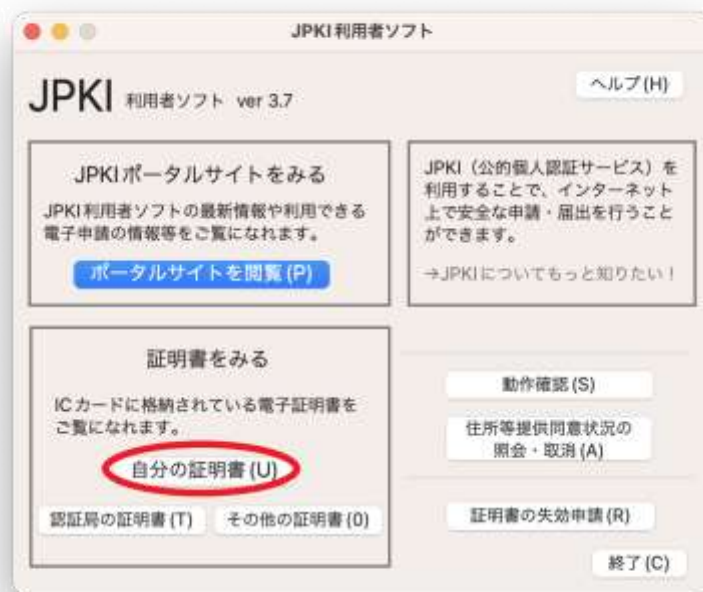 JPKI利用者ソフト
JPKI 利用者ソフト ver 3.7
ヘルプ(H)
JPKIポータルサイトをみる
JPKI利用者ソフトの最新情報や利用できる
電子申請の情報等をご覧になれます。
ポータルサイトを閲覧(P)
JPKI（公的個人認証サービス）を
利用することで、インターネット
上で安全な申請・届出を行うこと
ができます。
→JPKIについてもっと知りたい！
証明書をみる
ICカードに格納されている電子証明書を
ご覧になれます。
自分の証明書(U)
認証局の証明書(T) その他の証明書(O)
動作確認(S)
住所等提供同意状況の
照会・取消(A)
証明書の失効申請(R)
終了(C)